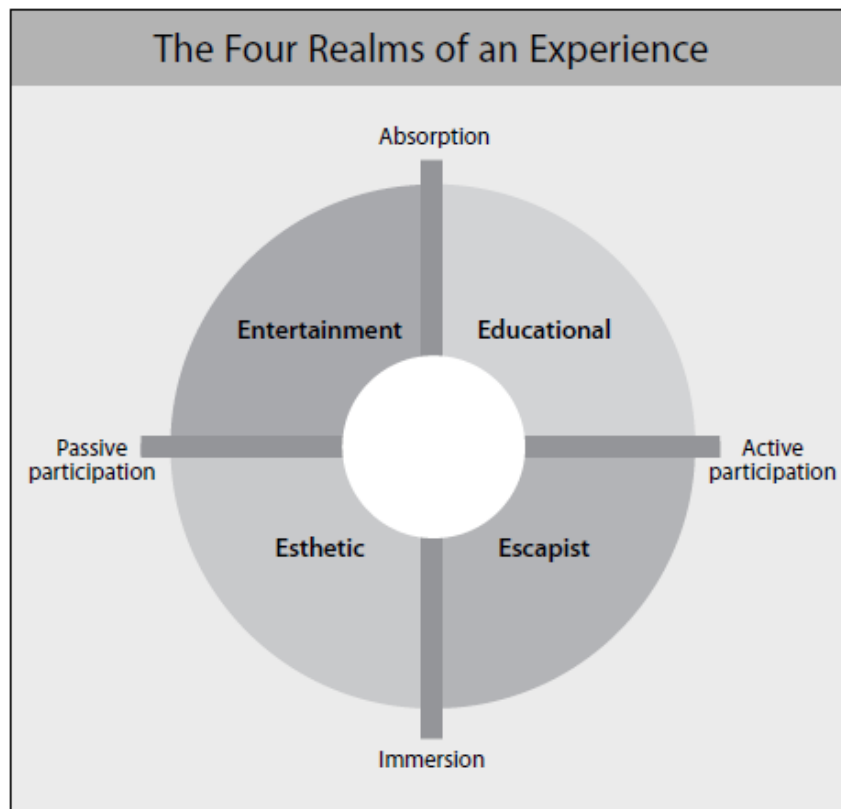 The Four Realms of an Experience
Absorption
Entertainment
Educational
Passive
participation
Active
participation
Esthetic
Escapist
Immersion